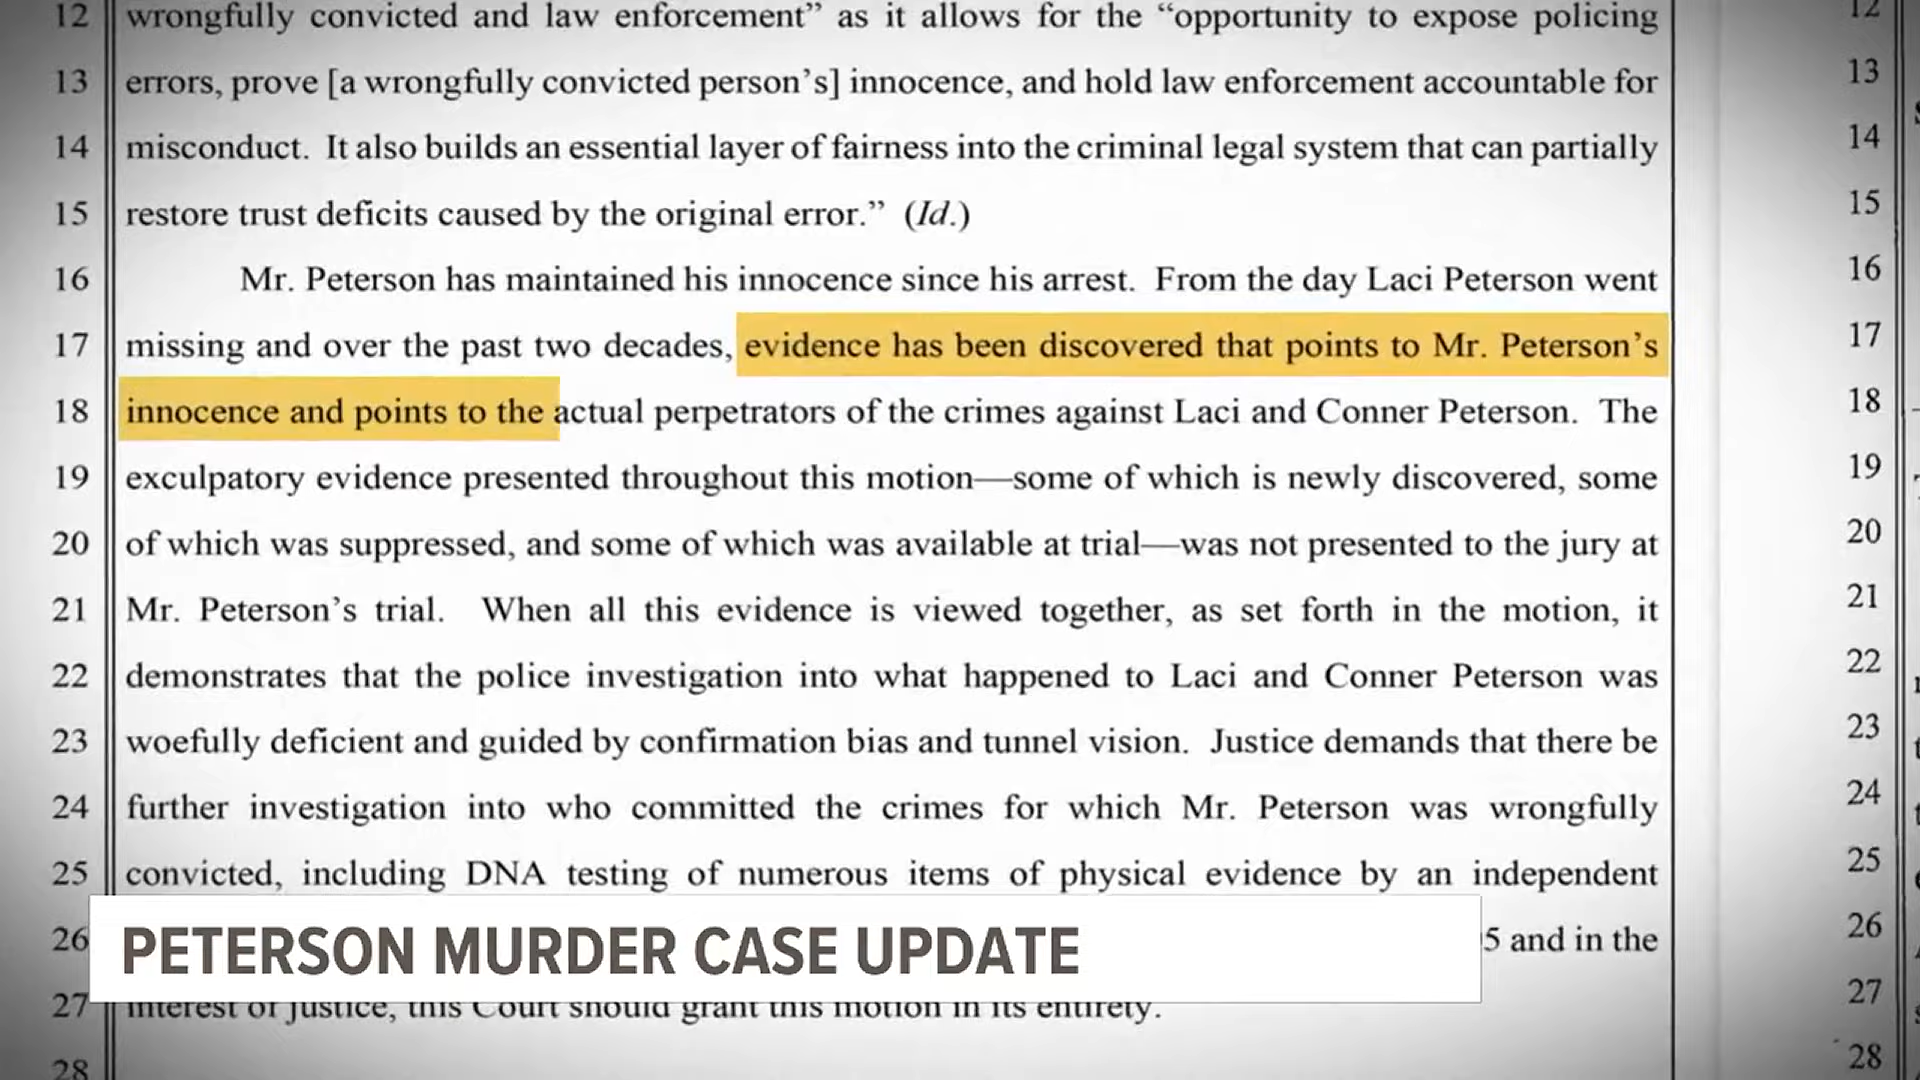 12 wrongfully convicted and law enforcement” as it allows for the “opportunity to expose policing 12
13 errors, prove [a wrongfully convicted person’s] innocence, and hold law enforcement accountable for 13
14 misconduct. It also builds an essential layer of fairness into the criminal legal system that can partially 14
15 restore trust deficits caused by the original error.” (Id.) 15
16 Mr. Peterson has maintained his innocence since his arrest. From the day Laci Peterson went 16
17 missing and over the past two decades, evidence has been discovered that points to Mr. Peterson’s 17
18 innocence and points to the actual perpetrators of the crimes against Laci and Conner Peterson. The 18
19 exculpatory evidence presented throughout this motion—some of which is newly discovered, some 19
20 of which was suppressed, and some of which was available at trial—was not presented to the jury at 20
21 Mr. Peterson’s trial. When all this evidence is viewed together, as set forth in the motion, it 21
22 demonstrates that the police investigation into what happened to Laci and Conner Peterson was 22
23 woefully deficient and guided by confirmation bias and tunnel vision. Justice demands that there be 23
24 further investigation into who committed the crimes for which Mr. Peterson was wrongfully 24
25 convicted, including DNA testing of numerous items of physical evidence by an independent 25
26 5 and in the 26
PETERSON MURDER CASE UPDATE
27 interest of justice, this Court should grant this motion in its entirety. 27
28 28